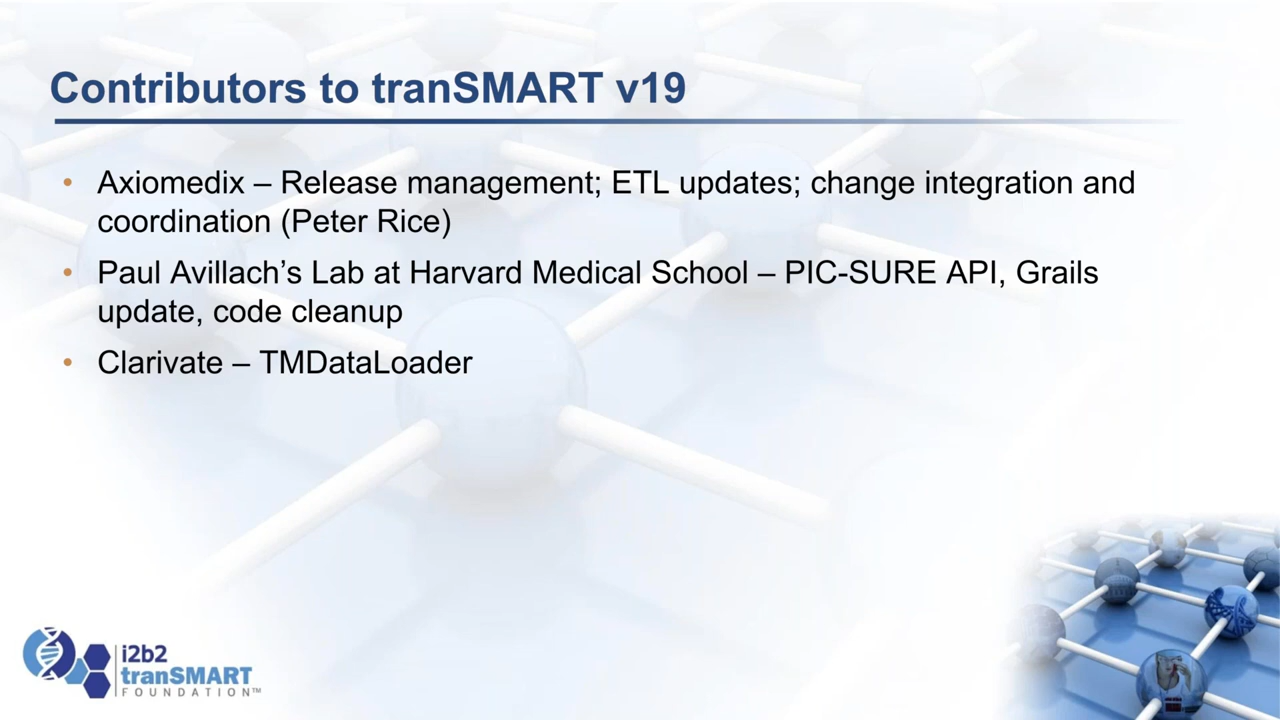 Contributors to tranSMART v19
• Axiomedix – Release management; ETL updates; change integration and
coordination (Peter Rice)
• Paul Avillach’s Lab at Harvard Medical School – PIC-SURE API, Grails
update, code cleanup
• Clarivate – TMDataLoader
i2b2
tranSMART
FOUNDATION™